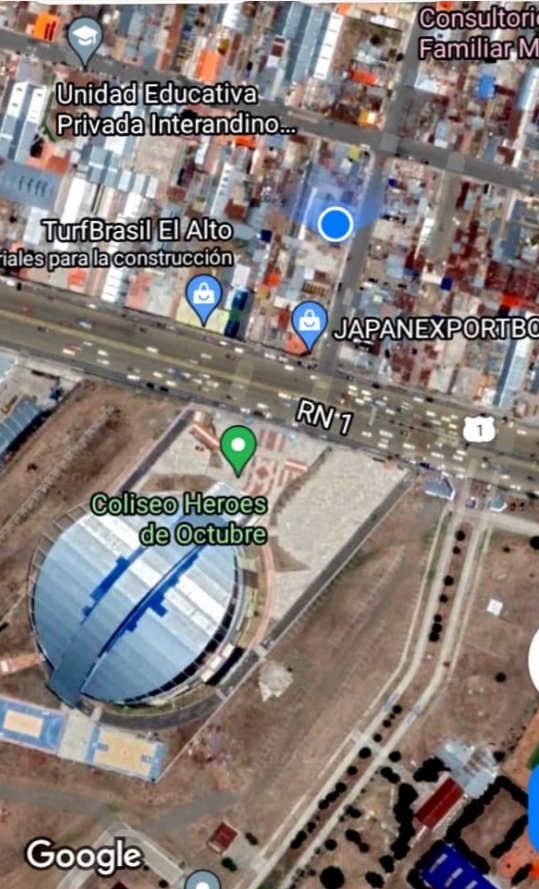 Consultorio
Familiar M
Unidad Educativa
Privada Interandino...
TurfBrasil El Alto
riales para la construcción
JAPANEXPORTBO
RN 1
1
Coliseo Heroes
de Octubre
Google